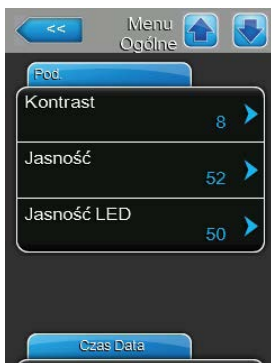 << Menu
Ogólne
Pod.
Kontrast
8
Jasność
52
Jasność LED
50
Czas Data